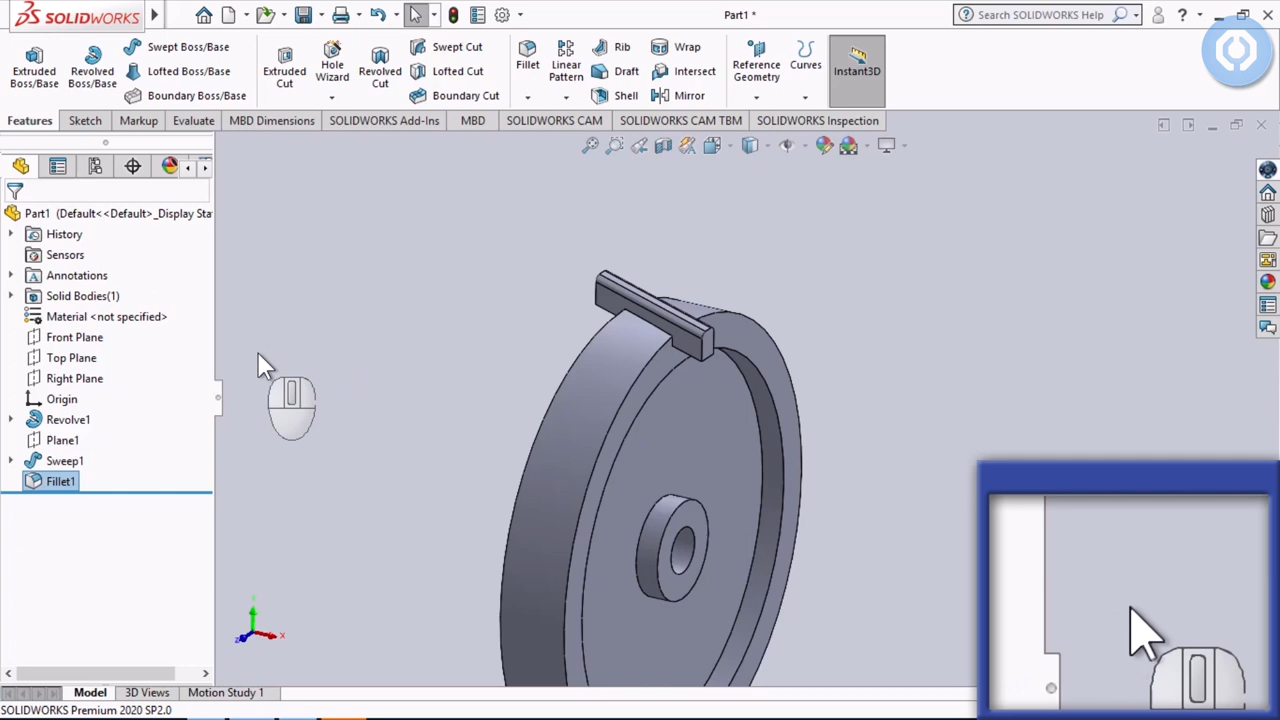 SOLIDWORKS
Part1 *
Search SOLIDWORKS Help
Extruded Boss/Base
Revolved Boss/Base
Swept Boss/Base
Lofted Boss/Base
Boundary Boss/Base
Extruded Cut
Hole Wizard
Revolved Cut
Swept Cut
Lofted Cut
Boundary Cut
Fillet
Linear Pattern
Rib
Draft
Shell
Wrap
Intersect
Mirror
Reference Geometry
Curves
Instant3D
Features
Sketch
Markup
Evaluate
MBD Dimensions
SOLIDWORKS Add-Ins
MBD
SOLIDWORKS CAM
SOLIDWORKS CAM TBM
SOLIDWORKS Inspection
Part1 (Default<<Default>_Display Sta
History
Sensors
Annotations
Solid Bodies(1)
Material <not specified>
Front Plane
Top Plane
Right Plane
Origin
Revolve1
Plane1
Sweep1
Fillet1
Y
Z
X
Model
3D Views
Motion Study 1
SOLIDWORKS Premium 2020 SP2.0